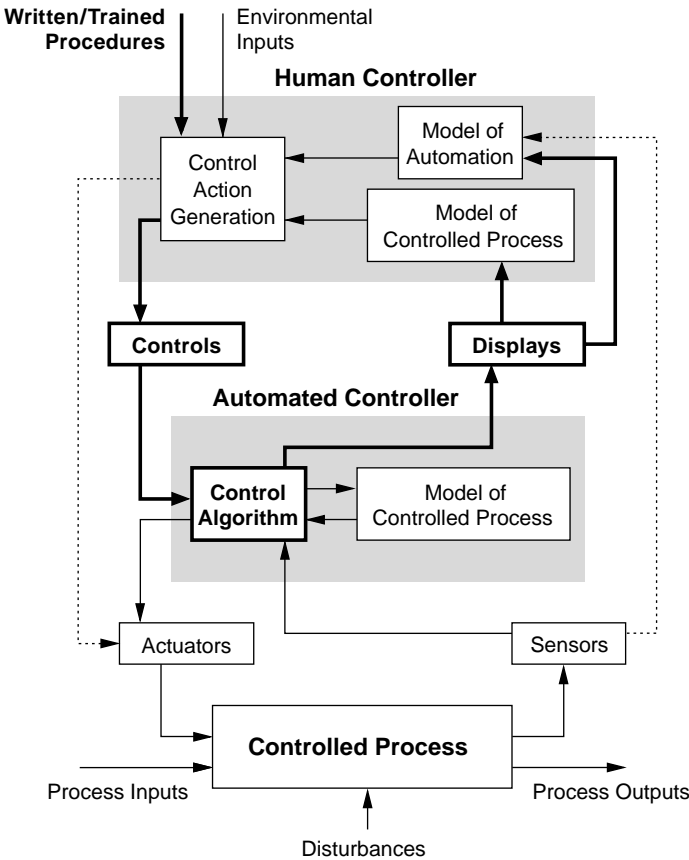 Written/Trained
Procedures
Environmental
Inputs
Human Controller
Control
Action
Generation
Model of
Automation
Model of
Controlled Process
Controls
Displays
Automated Controller
Control
Algorithm
Model of
Controlled Process
Actuators
Sensors
Controlled Process
Process Inputs
Process Outputs
Disturbances